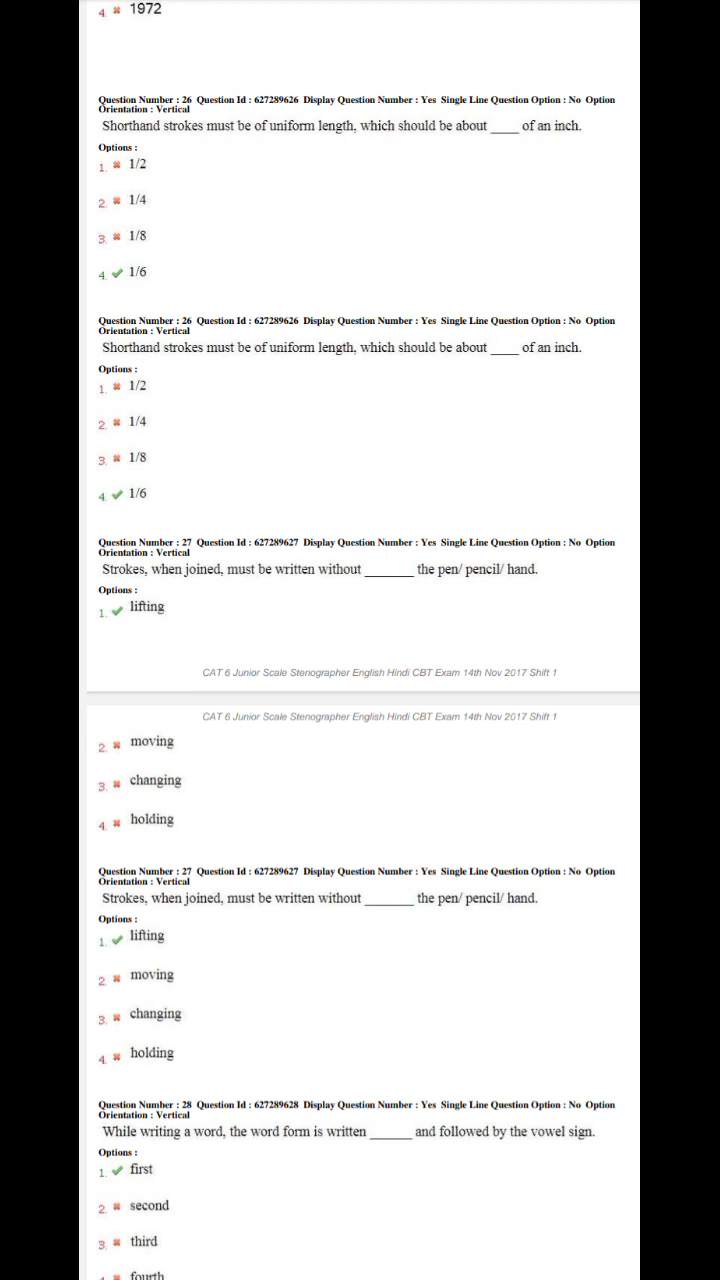 4. 1972
Question Number : 26 Question Id : 627289626 Display Question Number : Yes Single Line Question Option : No Option
Orientation : Vertical
Shorthand strokes must be of uniform length, which should be about ____ of an inch.
Options :
1. 1/2
2. 1/4
3. 1/8
4. 1/6
Question Number : 26 Question Id : 627289626 Display Question Number : Yes Single Line Question Option : No Option
Orientation : Vertical
Shorthand strokes must be of uniform length, which should be about ____ of an inch.
Options :
1. 1/2
2. 1/4
3. 1/8
4. 1/6
Question Number : 27 Question Id : 627289627 Display Question Number : Yes Single Line Question Option : No Option
Orientation : Vertical
Strokes, when joined, must be written without _______ the pen/ pencil/ hand.
Options :
1. lifting
CAT 6 Junior Scale Stenographer English Hindi CBT Exam 14th Nov 2017 Shift 1
CAT 6 Junior Scale Stenographer English Hindi CBT Exam 14th Nov 2017 Shift 1
2. moving
3. changing
4. holding
Question Number : 27 Question Id : 627289627 Display Question Number : Yes Single Line Question Option : No Option
Orientation : Vertical
Strokes, when joined, must be written without _______ the pen/ pencil/ hand.
Options :
1. lifting
2. moving
3. changing
4. holding
Question Number : 28 Question Id : 627289628 Display Question Number : Yes Single Line Question Option : No Option
Orientation : Vertical
While writing a word, the word form is written ______ and followed by the vowel sign.
Options :
1. first
2. second
3. third
4. fourth